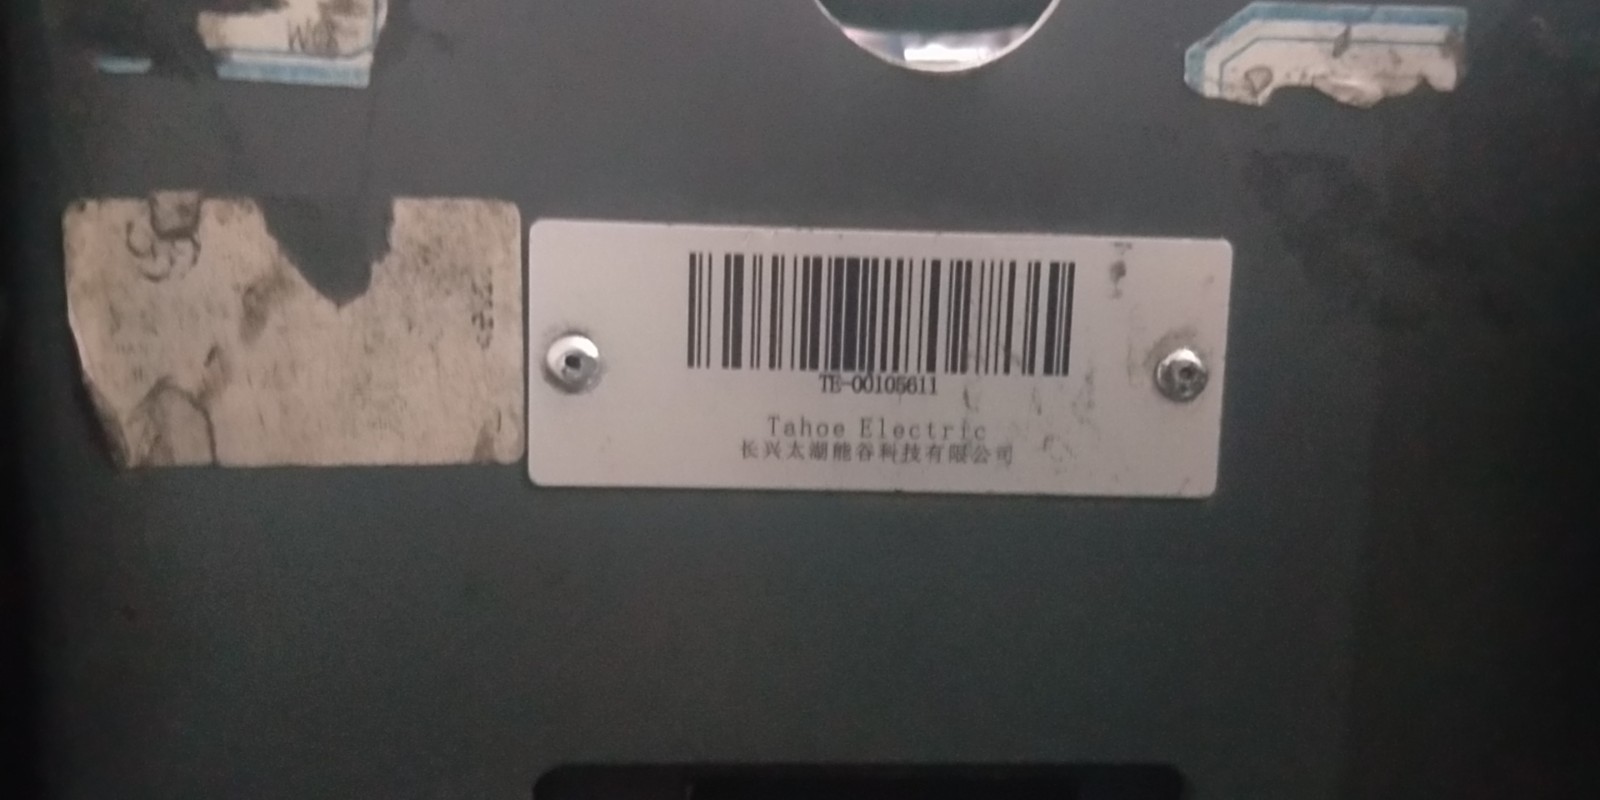 TE-00105611
Tahoe Electric
长兴太湖能谷科技有限公司